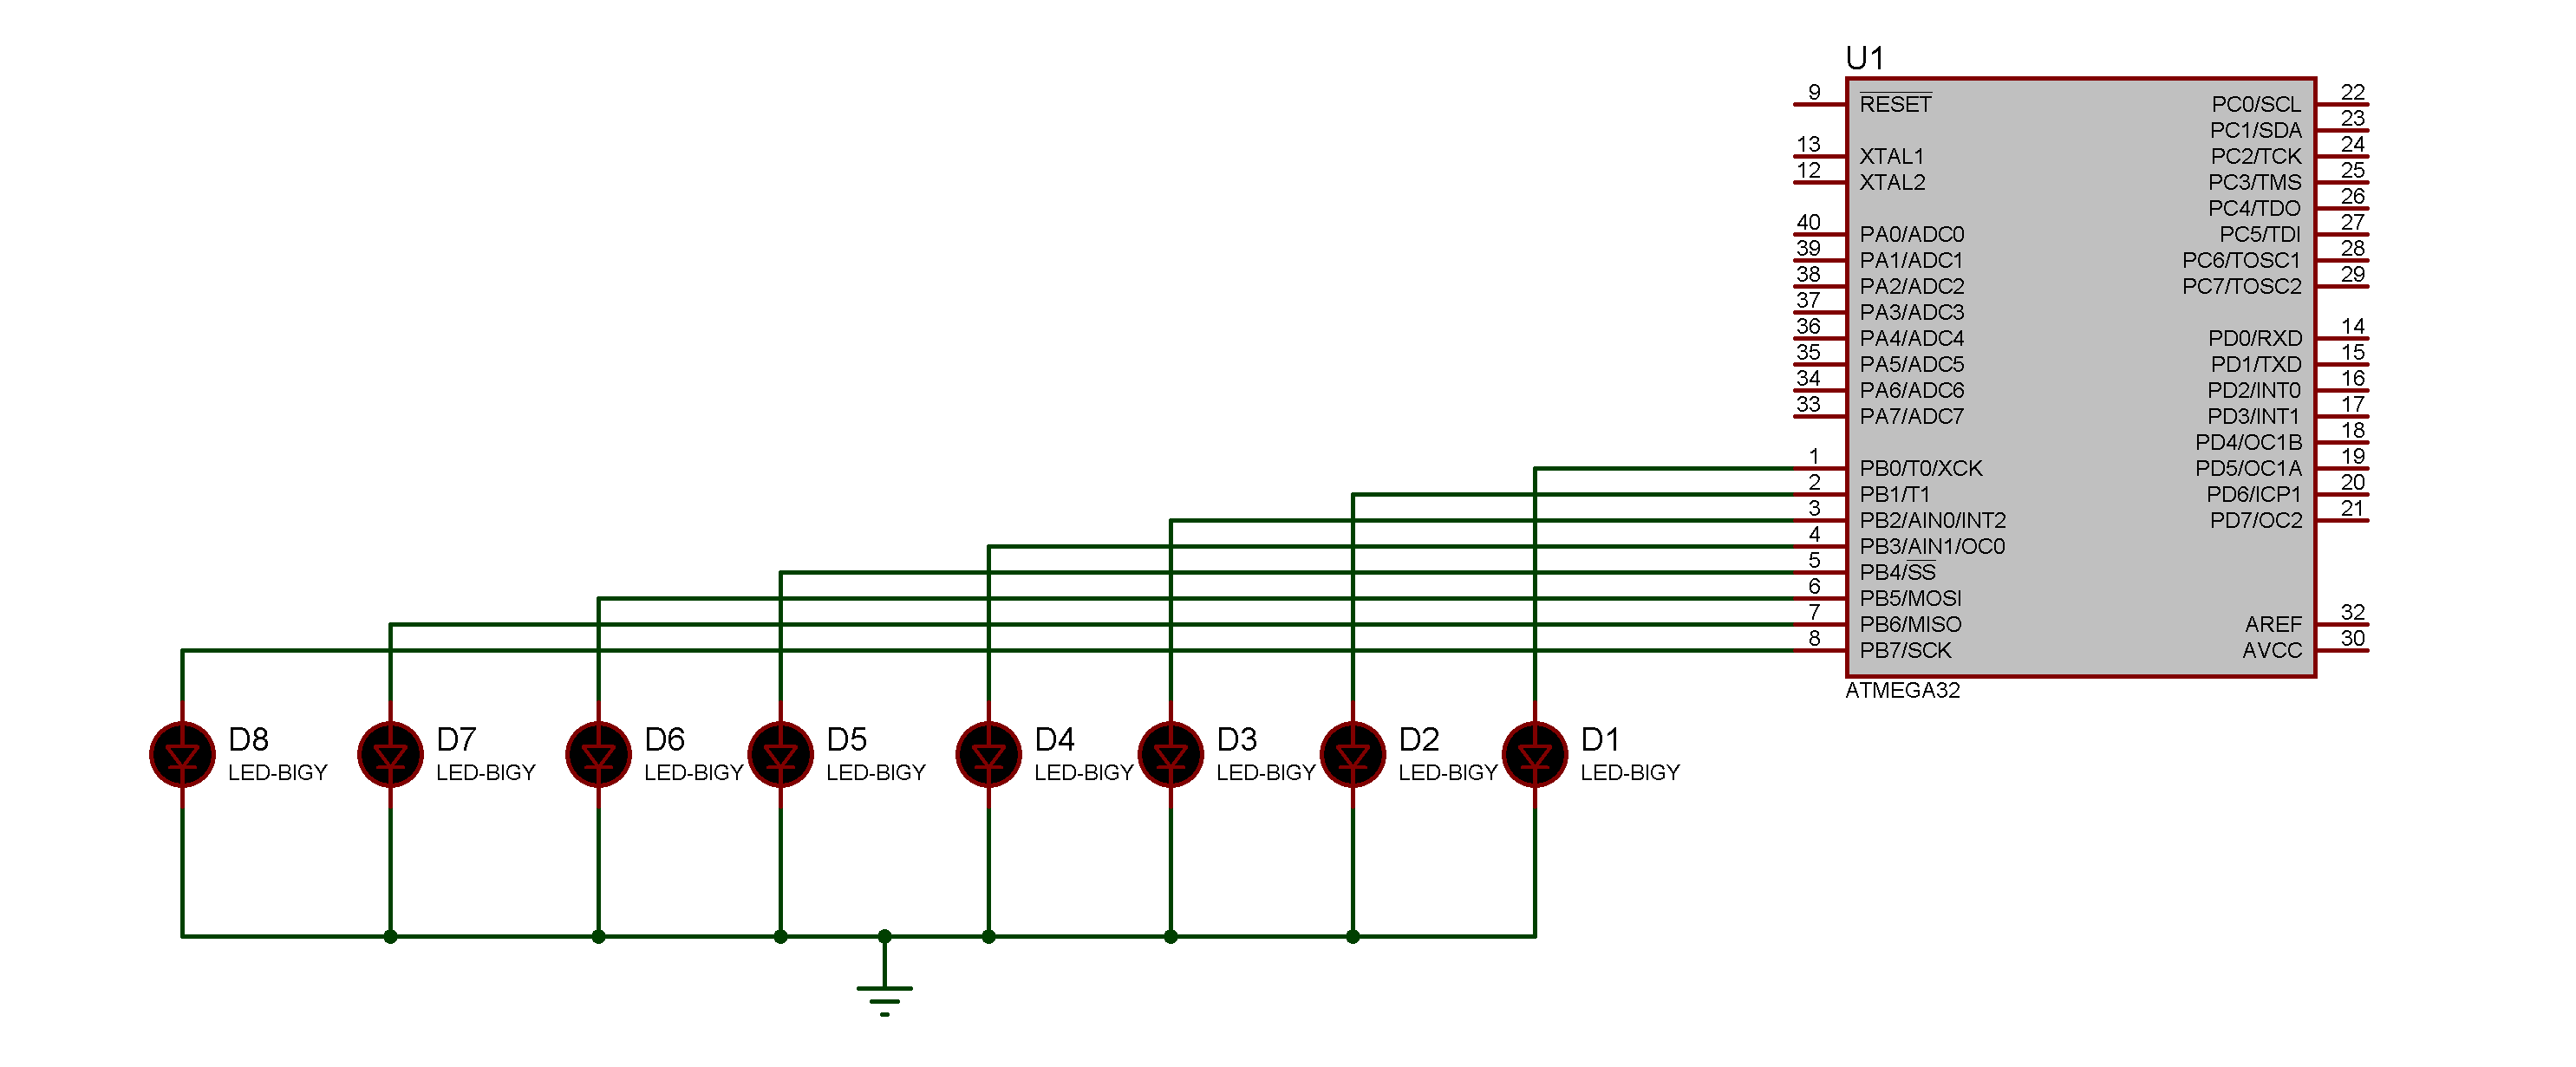 U1
9 RESET
13 XTAL1
12 XTAL2
40 PA0/ADC0
39 PA1/ADC1
38 PA2/ADC2
37 PA3/ADC3
36 PA4/ADC4
35 PA5/ADC5
34 PA6/ADC6
33 PA7/ADC7
1 PB0/T0/XCK
2 PB1/T1
3 PB2/AIN0/INT2
4 PB3/AIN1/OC0
5 PB4/SS
6 PB5/MOSI
7 PB6/MISO
8 PB7/SCK
PC0/SCL 22
PC1/SDA 23
PC2/TCK 24
PC3/TMS 25
PC4/TDO 26
PC5/TDI 27
PC6/TOSC1 28
PC7/TOSC2 29
PD0/RXD 14
PD1/TXD 15
PD2/INT0 16
PD3/INT1 17
PD4/OC1B 18
PD5/OC1A 19
PD6/ICP1 20
PD7/OC2 21
AREF 32
AVCC 30
ATMEGA32
D8
LED-BIGY
D7
LED-BIGY
D6
LED-BIGY
D5
LED-BIGY
D4
LED-BIGY
D3
LED-BIGY
D2
LED-BIGY
D1
LED-BIGY